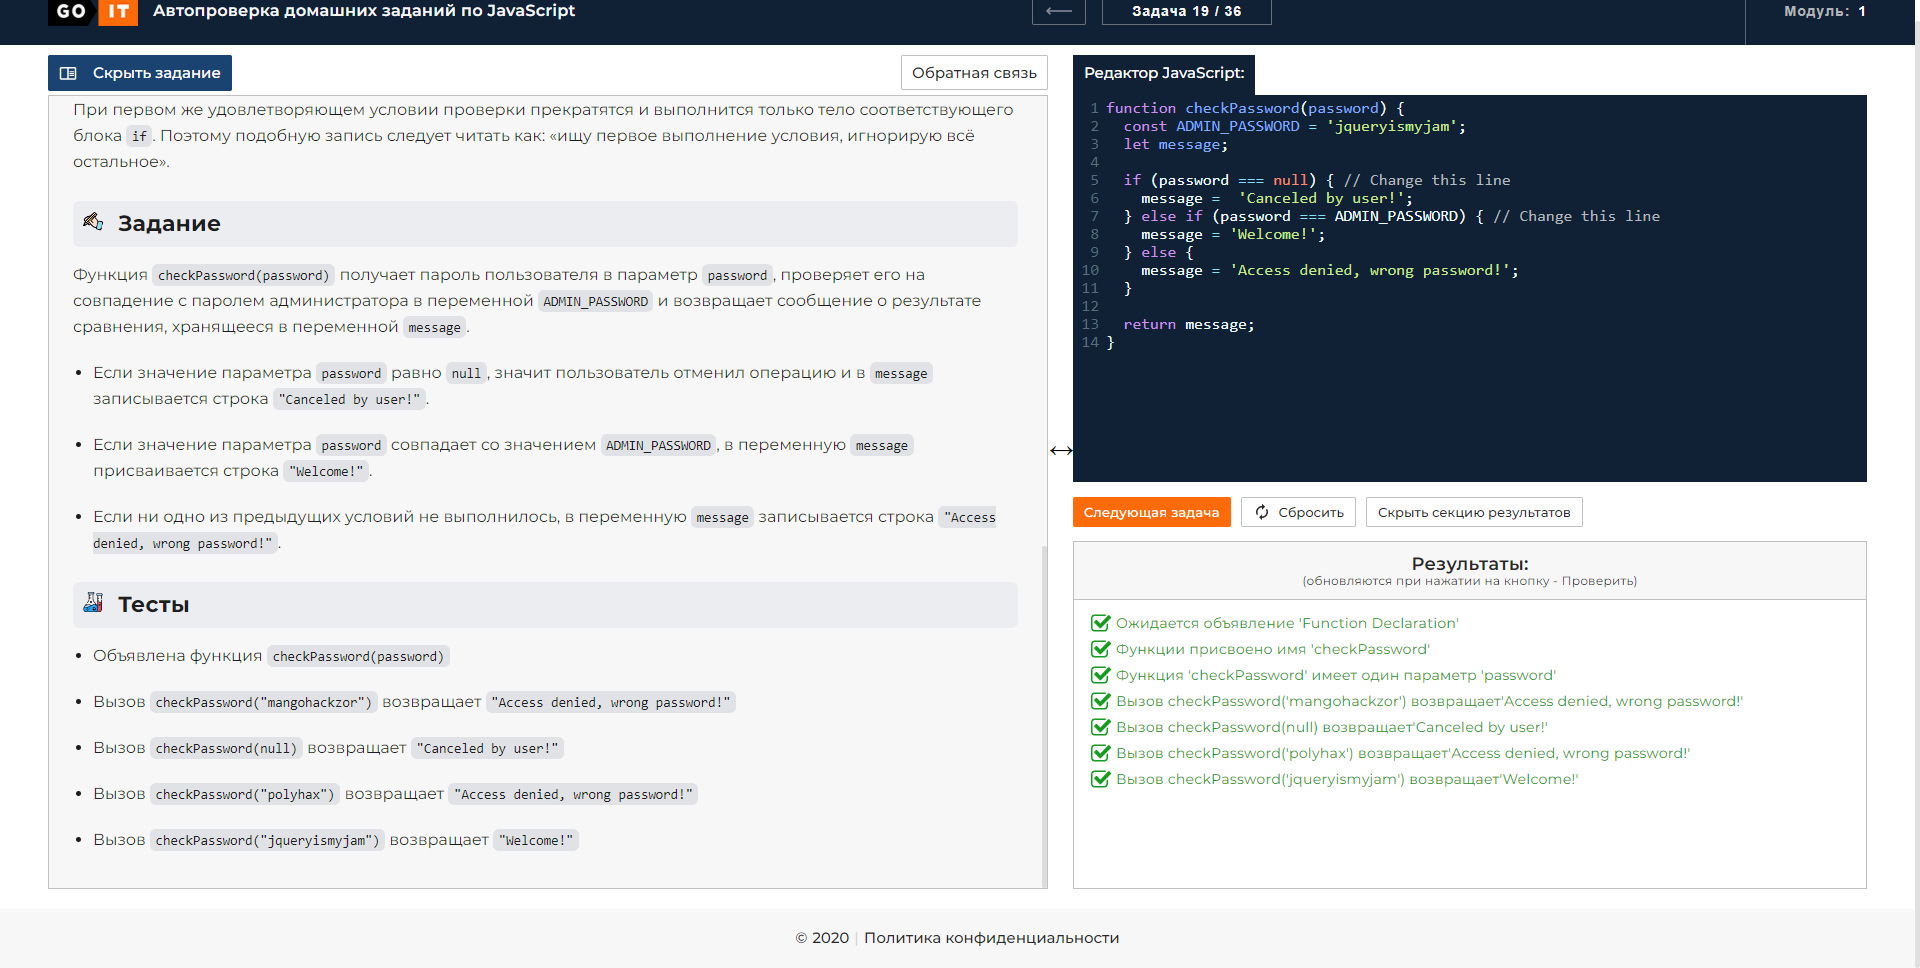 GO IT Автопроверка домашних заданий по JavaScript
Задача 19 / 36
Модуль: 1
Скрыть задание
Обратная связь
При первом же удовлетворяющем условии проверки прекратятся и выполнится только тело соответствующего
блока if. Поэтому подобную запись следует читать как: «ищу первое выполнение условия, игнорирую всё
остальное».
Задание
Функция checkPassword(password) получает пароль пользователя в параметр password, проверяет его на
совпадение с паролем администратора в переменной ADMIN_PASSWORD и возвращает сообщение о результате
сравнения, хранящееся в переменной message.
• Если значение параметра password равно null, значит пользователь отменил операцию и в message
записывается строка "Canceled by user!".
• Если значение параметра password совпадает со значением ADMIN_PASSWORD, в переменную message
присваивается строка "Welcome!".
• Если ни одно из предыдущих условий не выполнилось, в переменную message записывается строка "Access
denied, wrong password!".
Тесты
• Объявлена функция checkPassword(password)
• Вызов checkPassword("mangohackzor") возвращает "Access denied, wrong password!"
• Вызов checkPassword(null) возвращает "Canceled by user!"
• Вызов checkPassword("polyhax") возвращает "Access denied, wrong password!"
• Вызов checkPassword("jqueryismyjam") возвращает "Welcome!"
Редактор JavaScript:
1 function checkPassword(password) {
2   const ADMIN_PASSWORD = 'jqueryismyjam';
3   let message;
4
5   if (password === null) { // Change this line
6     message =  'Canceled by user!';
7   } else if (password === ADMIN_PASSWORD) { // Change this line
8     message = 'Welcome!';
9   } else {
10     message = 'Access denied, wrong password!';
11   }
12
13   return message;
14 }
Следующая задача
Сбросить
Скрыть секцию результатов
Результаты:
(обновляются при нажатии на кнопку - Проверить)
Ожидается объявление 'Function Declaration'
Функции присвоено имя 'checkPassword'
Функция 'checkPassword' имеет один параметр 'password'
Вызов checkPassword('mangohackzor') возвращает'Access denied, wrong password!'
Вызов checkPassword(null) возвращает'Canceled by user!'
Вызов checkPassword('polyhax') возвращает'Access denied, wrong password!'
Вызов checkPassword('jqueryismyjam') возвращает'Welcome!'
© 2020 | Политика конфиденциальности